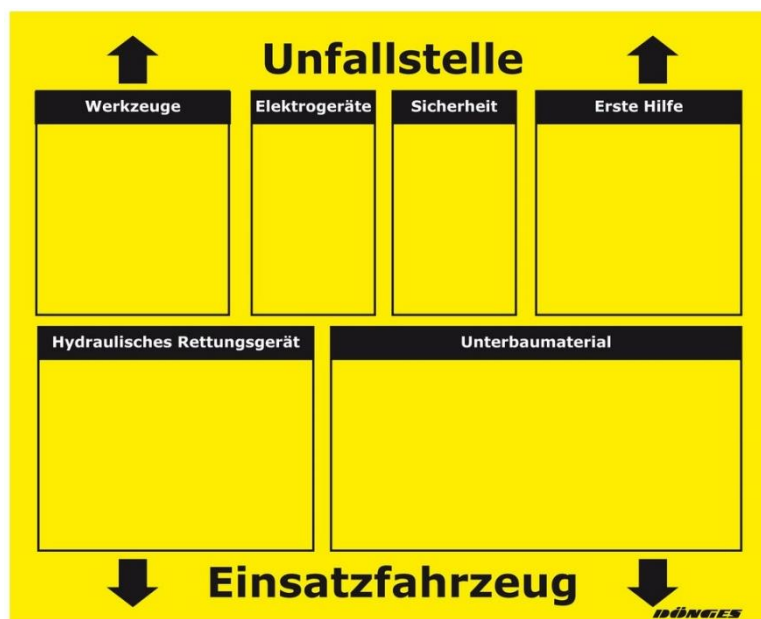 Unfallstelle
Werkzeuge
Elektrogeräte
Sicherheit
Erste Hilfe
Hydraulisches Rettungsgerät
Unterbaumaterial
Einsatzfahrzeug
DÖNGES